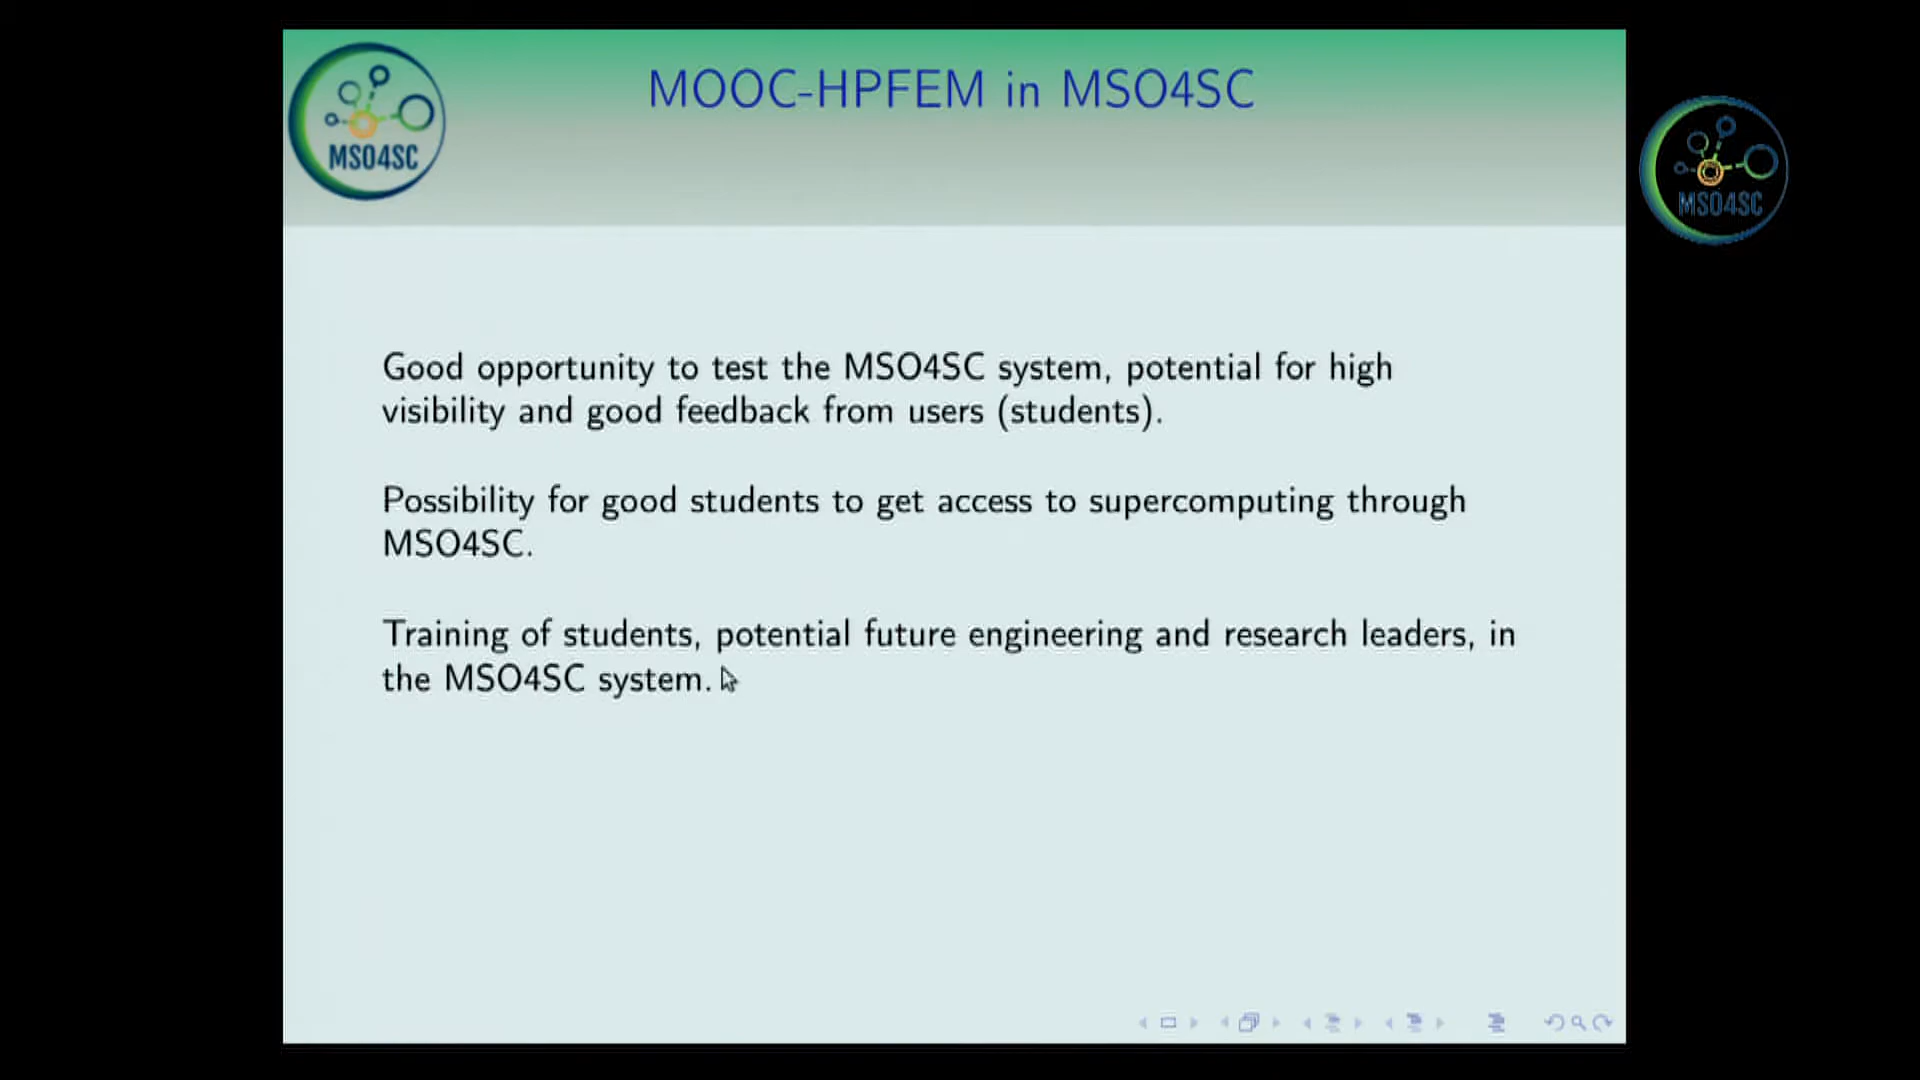 MOOC-HPFEM in MSO4SC
MSO4SC
MSO4SC
Good opportunity to test the MSO4SC system, potential for high
visibility and good feedback from users (students).
Possibility for good students to get access to supercomputing through
MSO4SC.
Training of students, potential future engineering and research leaders, in
the MSO4SC system.